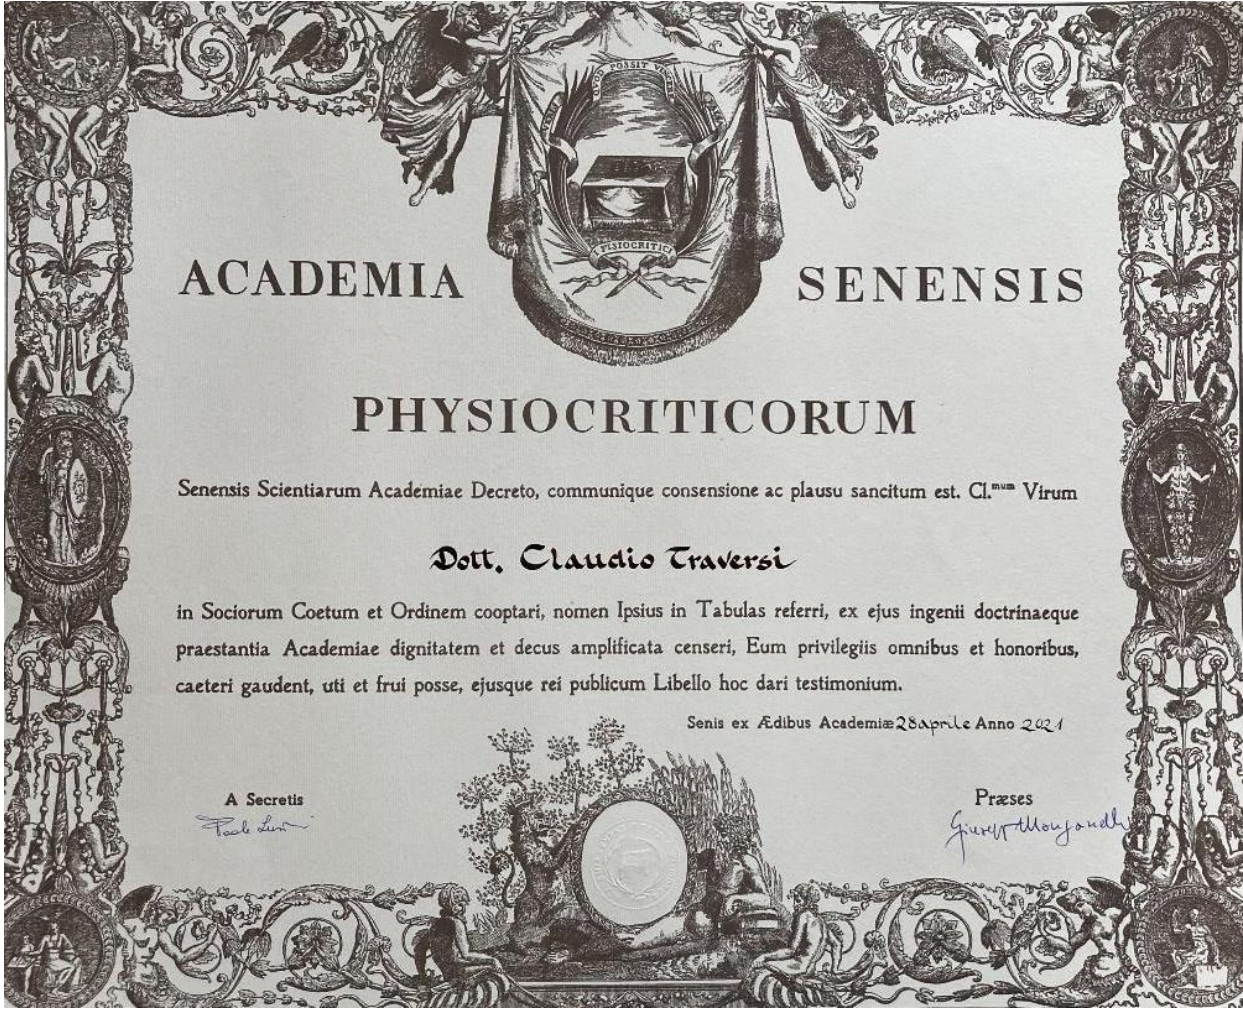 QUOD POSSIT
FISIOCRITICI
ACADEMIA SENENSIS
PHYSIOCRITICORUM
Senensis Scientiarum Academiae Decreto, communique consensione ac plausu sancitum est. Cl.mum Virum
Dott. Claudio Traversi
in Sociorum Coetum et Ordinem cooptari, nomen Ipsius in Tabulas referri, ex ejus ingenii doctrinaeque
praestantia Academiae dignitatem et decus amplificata censeri, Eum privilegiis omnibus et honoribus,
caeteri gaudent, uti et frui posse, ejusque rei publicum Libello hoc dari testimonium.
Senis ex Ædibus Academiæ 28 aprile Anno 2021
A Secretis
Præses